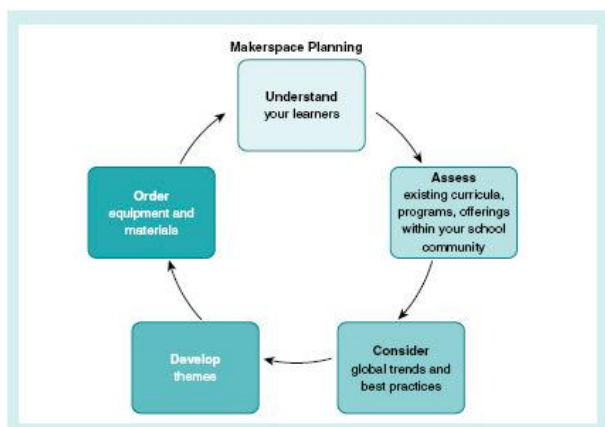 Makerspace Planning
Understand
your learners
Assess
existing curricula,
programs, offerings
within your school
community
Consider
global trends and
best practices
Develop
themes
Order
equipment and
materials